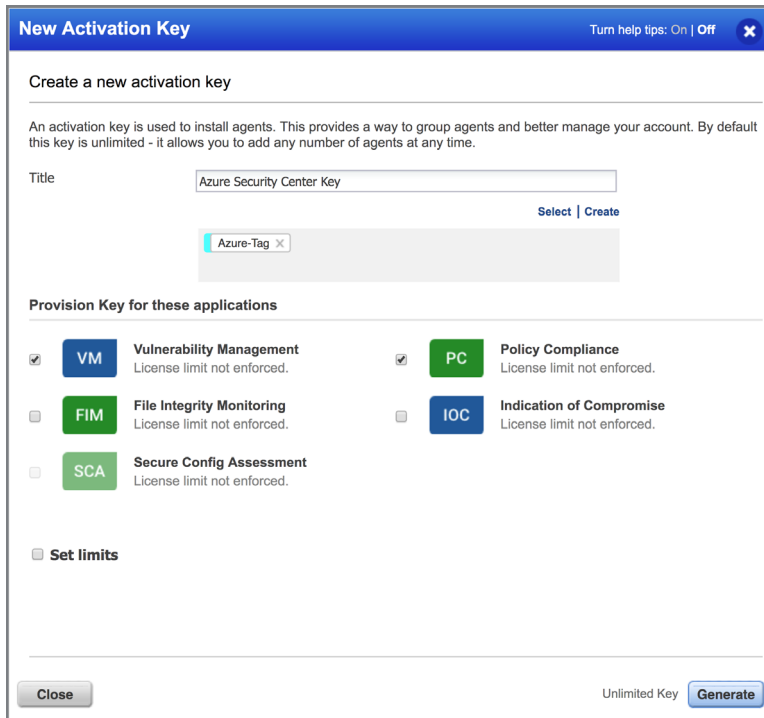 New Activation Key
Turn help tips: On | Off
Create a new activation key
An activation key is used to install agents. This provides a way to group agents and better manage your account. By default
this key is unlimited - it allows you to add any number of agents at any time.
Title
Azure Security Center Key
Select | Create
Azure-Tag
Provision Key for these applications
VM
Vulnerability Management
License limit not enforced.
PC
Policy Compliance
License limit not enforced.
FIM
File Integrity Monitoring
License limit not enforced.
IOC
Indication of Compromise
License limit not enforced.
SCA
Secure Config Assessment
License limit not enforced.
Set limits
Close
Unlimited Key
Generate